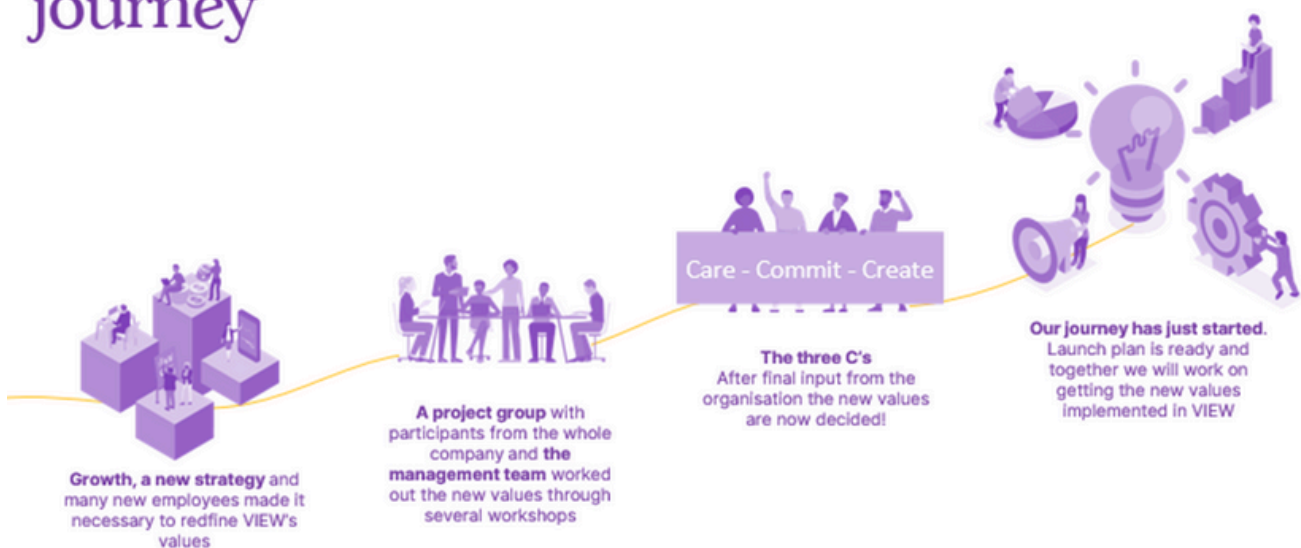 journey
Growth, a new strategy and
many new employees made it
necessary to redfine VIEW's
values
A project group with
participants from the whole
company and the
management team worked
out the new values through
several workshops
Care - Commit - Create
The three C's
After final input from the
organisation the new values
are now decided!
Our journey has just started.
Launch plan is ready and
together we will work on
getting the new values
implemented in VIEW